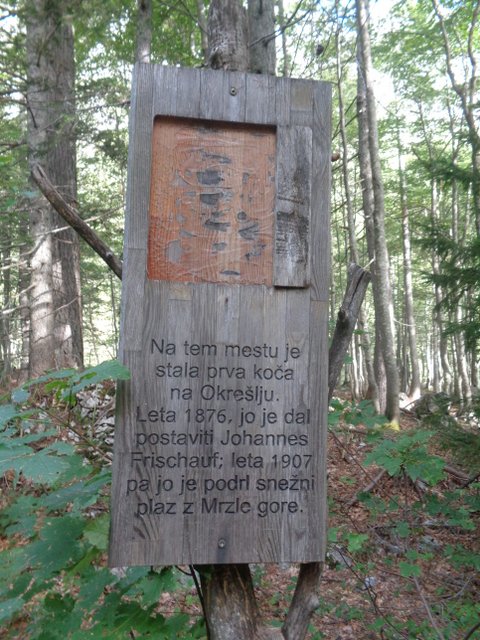 Na tem mestu je
stala prva koča
na Okrešlju.
Leta 1876. jo je dal
postaviti Johannes
Frischauf; leta 1907
pa jo je podrl snežni
plaz z Mrzle gore.